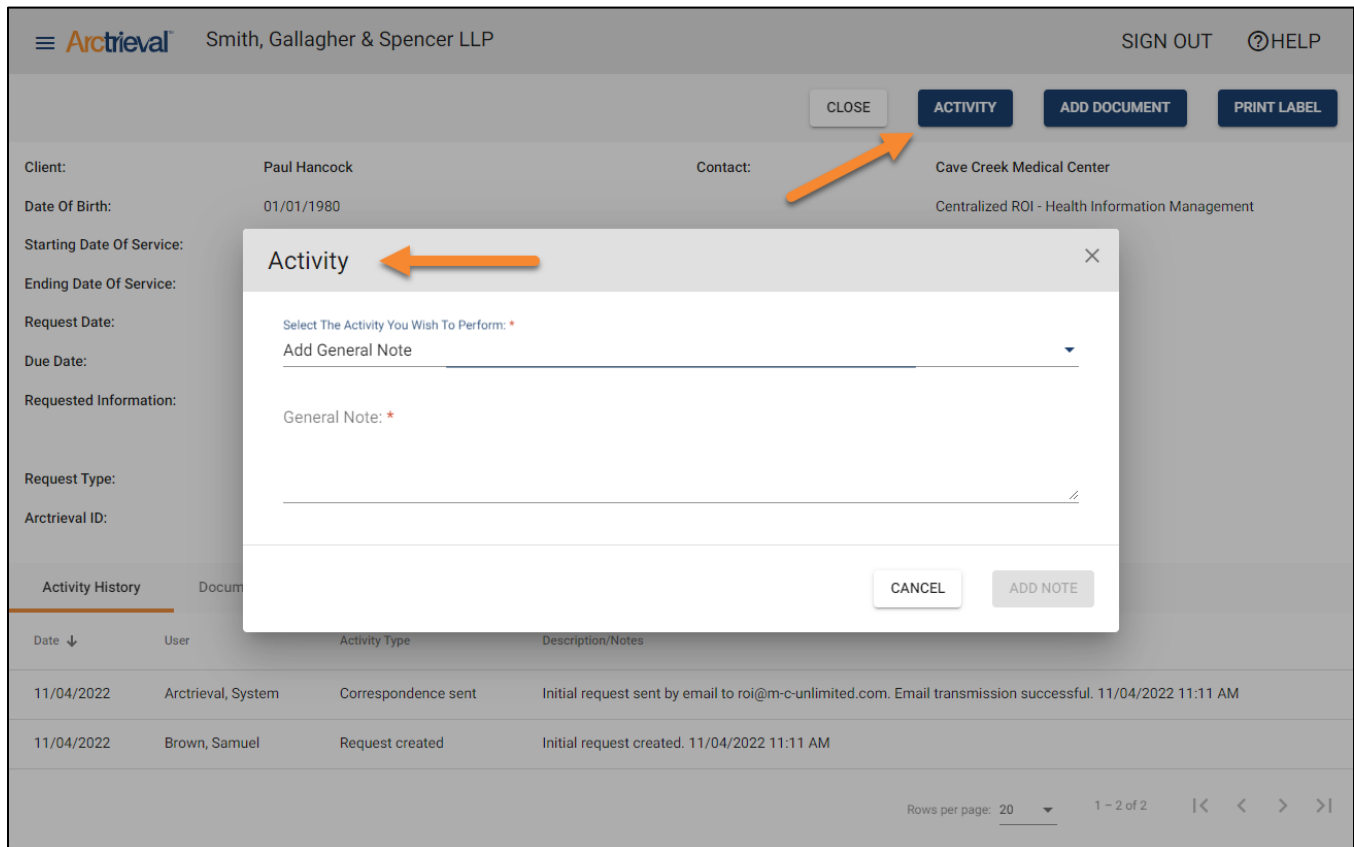 Arctrieval™ Smith, Gallagher & Spencer LLP SIGN OUT HELP
CLOSE ACTIVITY ADD DOCUMENT PRINT LABEL
Client: Paul Hancock Contact: Cave Creek Medical Center
Date Of Birth: 01/01/1980 Centralized ROI - Health Information Management
Starting Date Of Service:
Ending Date Of Service:
Request Date:
Due Date:
Requested Information:
Request Type:
Arctrieval ID:
Activity
Select The Activity You Wish To Perform: *
Add General Note
General Note: *
CANCEL ADD NOTE
Activity History Docum
Date User Activity Type Description/Notes
11/04/2022 Arctrieval, System Correspondence sent Initial request sent by email to roi@m-c-unlimited.com. Email transmission successful. 11/04/2022 11:11 AM
11/04/2022 Brown, Samuel Request created Initial request created. 11/04/2022 11:11 AM
Rows per page: 20 1 – 2 of 2